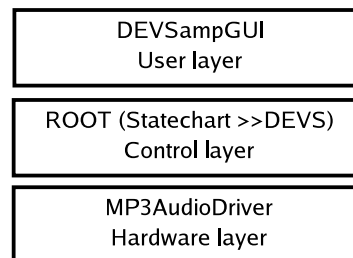 DEVSampGUI
User layer
ROOT (Statechart >>DEVS)
Control layer
MP3AudioDriver
Hardware layer